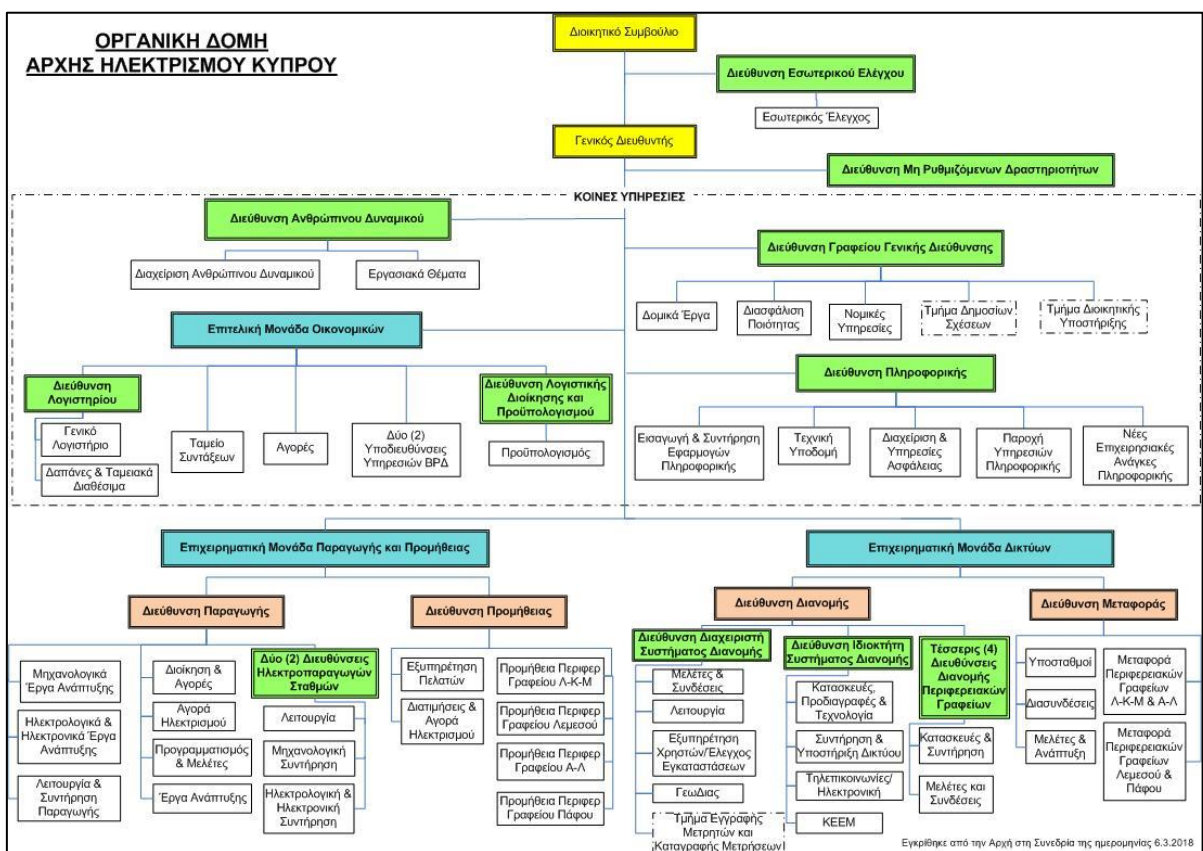 ΟΡΓΑΝΙΚΗ ΔΟΜΗ
ΑΡΧΗΣ ΗΛΕΚΤΡΙΣΜΟΥ ΚΥΠΡΟΥ
Διοικητικό Συμβούλιο
Διεύθυνση Εσωτερικού Ελέγχου
Εσωτερικός Έλεγχος
Γενικός Διευθυντής
Διεύθυνση Μη Ρυθμιζόμενων Δραστηριοτήτων
ΚΟΙΝΕΣ ΥΠΗΡΕΣΙΕΣ
Διεύθυνση Ανθρώπινου Δυναμικού
Διαχείριση Ανθρώπινου Δυναμικού
Εργασιακά Θέματα
Διεύθυνση Γραφείου Γενικής Διεύθυνσης
Δομικά Έργα
Διασφάλιση
Ποιότητας
Νομικές
Υπηρεσίες
Τμήμα Δημοσίων
Σχέσεων
Τμήμα Διοικητικής
Υποστήριξης
Επιτελική Μονάδα Οικονομικών
Διεύθυνση
Λογιστηρίου
Γενικό
Λογιστήριο
Δαπάνες & Ταμειακά
Διαθέσιμα
Ταμείο
Συντάξεων
Αγορές
Δύο (2)
Υποδιευθύνσεις
Υπηρεσιών ΒΡΔ
Διεύθυνση Λογιστικής
Διοίκησης και
Προϋπολογισμού
Προϋπολογισμός
Διεύθυνση Πληροφορικής
Εισαγωγή & Συντήρηση
Εφαρμογών
Πληροφορικής
Τεχνική
Υποδομή
Διαχείριση &
Υπηρεσίες
Ασφάλειας
Παροχή
Υπηρεσιών
Πληροφορικής
Νέες
Επιχειρησιακές
Ανάγκες
Πληροφορικής
Επιχειρηματική Μονάδα Παραγωγής και Προμήθειας
Διεύθυνση Παραγωγής
Μηχανολογικά
Έργα Ανάπτυξης
Ηλεκτρολογικά &
Ηλεκτρονικά Έργα
Ανάπτυξης
Λειτουργία &
Συντήρηση
Παραγωγής
Διοίκηση &
Αγορές
Αγορά
Ηλεκτρισμού
Προγραμματισμός
& Μελέτες
Έργα Ανάπτυξης
Δύο (2) Διευθύνσεις
Ηλεκτροπαραγωγών
Σταθμών
Λειτουργία
Μηχανολογική
Συντήρηση
Ηλεκτρολογική &
Ηλεκτρονική
Συντήρηση
Διεύθυνση Προμήθειας
Εξυπηρέτηση
Πελατών
Διατιμήσεις &
Αγορά
Ηλεκτρισμού
Προμήθεια Περιφερ
Γραφείου Λ-Κ-Μ
Προμήθεια Περιφερ
Γραφείου Λεμεσού
Προμήθεια Περιφερ
Γραφείου Α-Λ
Προμήθεια Περιφερ
Γραφείου Πάφου
Επιχειρηματική Μονάδα Δικτύων
Διεύθυνση Διανομής
Διεύθυνση Διαχειριστή
Συστήματος Διανομής
Μελέτες &
Συνδέσεις
Λειτουργία
Εξυπηρέτηση
Χρηστών/Έλεγχος
Εγκαταστάσεων
ΓεωΔιας
Τμήμα Εγγραφής
Μετρητών και
Καταγραφής Μετρήσεων
Διεύθυνση Ιδιοκτήτη
Συστήματος Διανομής
Κατασκευές,
Προδιαγραφές &
Τεχνολογία
Συντήρηση &
Υποστήριξη Δικτύου
Τηλεπικοινωνίες/
Ηλεκτρονική
ΚΕΕΜ
Τέσσερις (4)
Διευθύνσεις
Διανομής
Περιφερειακών
Γραφείων
Κατασκευές &
Συντήρηση
Μελέτες και
Συνδέσεις
Διεύθυνση Μεταφοράς
Υποσταθμοί
Διασυνδέσεις
Μελέτες &
Ανάπτυξη
Μεταφορά
Περιφερειακών
Γραφείων
Λ-Κ-Μ & Α-Λ
Μεταφορά
Περιφερειακών
Γραφείων
Λεμεσού &
Πάφου
Εγκρίθηκε από την Αρχή στη Συνεδρία της ημερομηνίας 6.3.2018